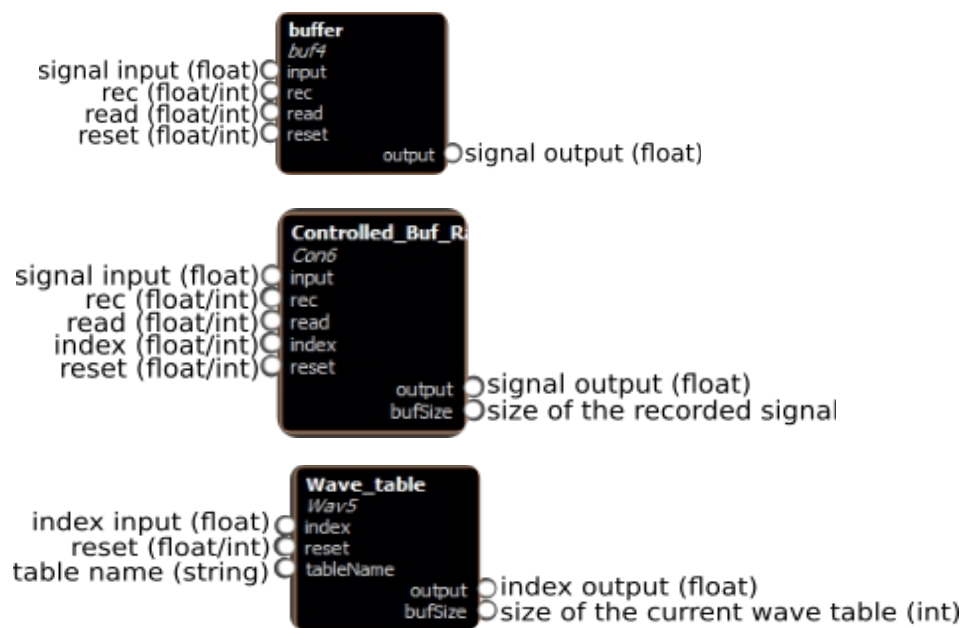 buffer
buf4
signal input (float) input
rec (float/int) rec
read (float/int) read
reset (float/int) reset
output signal output (float)
Controlled_Buf_Ra
Con6
signal input (float) input
rec (float/int) rec
read (float/int) read
index (float/int) index
reset (float/int) reset
output signal output (float)
bufSize size of the recorded signal
Wave_table
Wav5
index input (float) index
reset (float/int) reset
table name (string) tableName
output index output (float)
bufSize size of the current wave table (int)